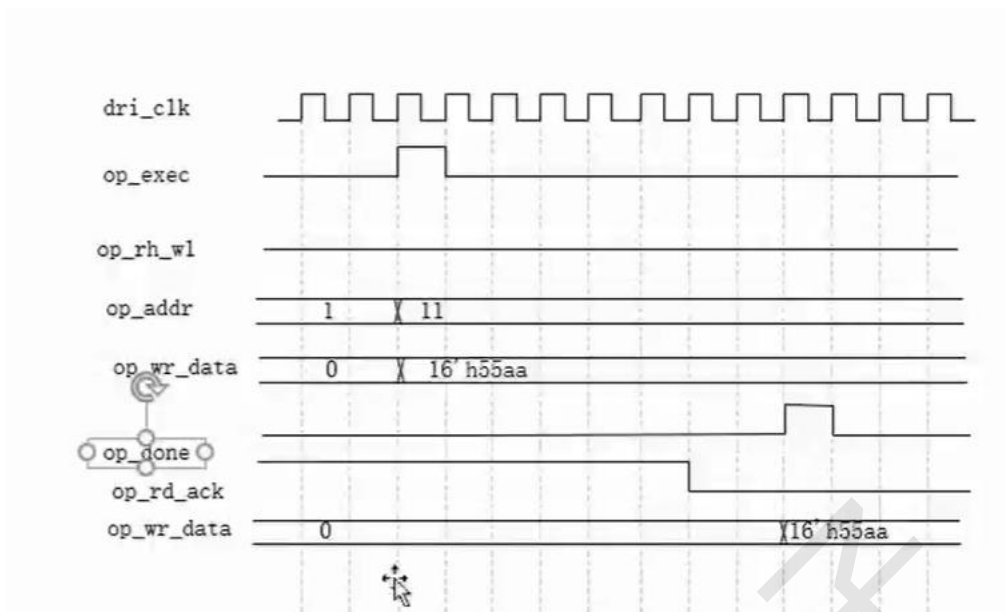 dri_clk
op_exec
op_rh_wl
op_addr 1 11
op_wr_data 0 16'h55aa
op_done
op_rd_ack
op_wr_data 0 16'h55aa